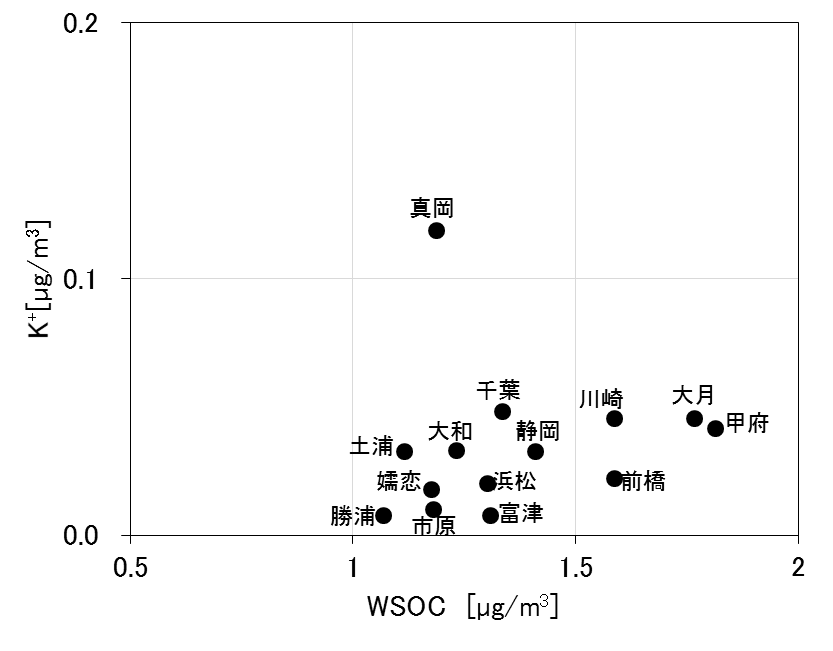 0.2
真岡
K⁺[μg/m³]
0.1
千葉
川崎
大月
甲府
土浦
大和
静岡
嬬恋
浜松
前橋
勝浦
市原
富津
0.0
0.5
1
1.5
2
WSOC [μg/m³]